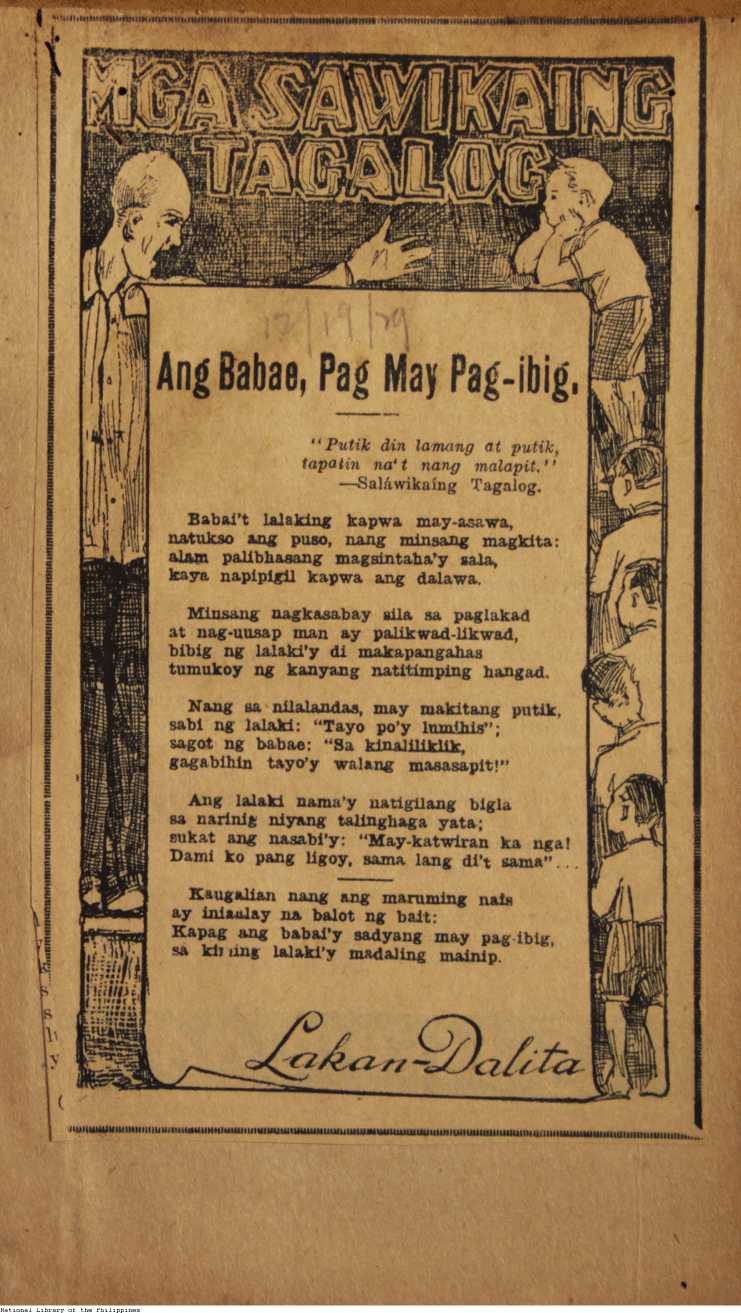 MGA SAWIKAING
TAGALOG
12/19/29
Ang Babae, Pag May Pag-ibig.
"Putik din lamang at putik,
tapatin na't nang malapit."
—Saláwikaíng Tagalog.
Babai't lalaking kapwa may-asawa,
natukso ang puso, nang minsang magkita:
alam palibhasang magsintaha'y sala,
kaya napipigil kapwa ang dalawa.
Minsang nagkasabay sila sa paglakad
at nag-uusap man ay palikwad-likwad,
bibig ng lalaki'y di makapangahas
tumukoy ng kanyang natitimping hangad.
Nang sa nilalandas, may makitang putik,
sabi ng lalaki: "Tayo po'y lumihis";
sagot ng babae: "Sa kinaliliklik,
gagabihin tayo'y walang masasapit!"
Ang lalaki nama'y natigilang bigla
sa narinig niyang talinghaga yata;
sukat ang nasabi'y: "May-katwiran ka nga!
Dami ko pang ligoy, sama lang di't sama"...
Kaugalian nang ang maruming nais
ay iniaalay na balot ng bait:
Kapag ang babai'y sadyang may pag-ibig,
sa lalaki'y madaling mainip.
Lakan-Dalita
National Library of the Philippines